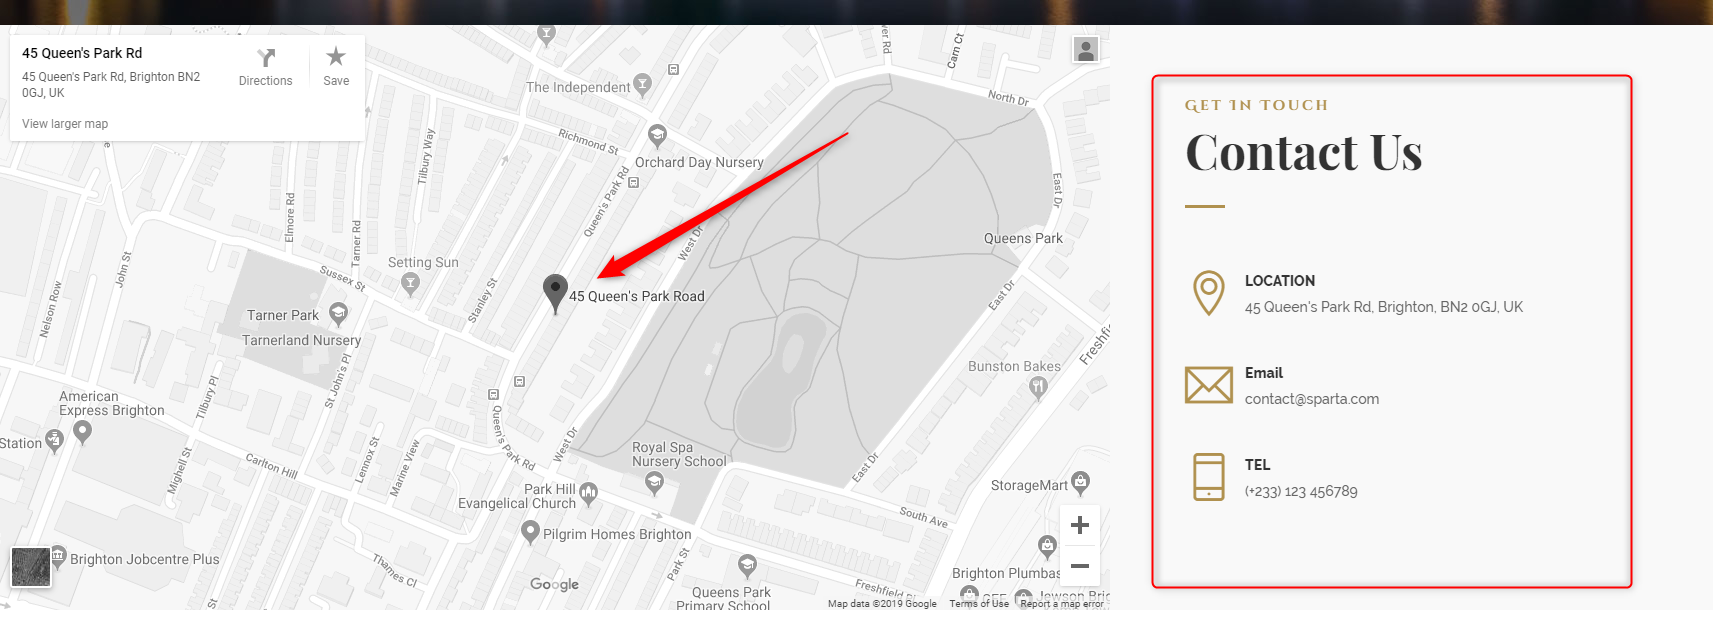 45 Queen's Park Rd
45 Queen's Park Rd, Brighton BN2
0GJ, UK
Directions
Save
View larger map
The Independent
North Dr
Carn Ct
Richmond St
Orchard Day Nursery
Tilbury Way
Queen's Park Rd
East Dr
Elmore Rd
Tarner Rd
West Dr
Queens Park
John St
Setting Sun
Sussex St
Stanley St
45 Queen's Park Road
East Dr
Nelson Row
Tarner Park
Tarnerland Nursery
Freshfi
Bunston Bakes
St John's Pl
Tilbury Pl
American
Express Brighton
Queen's Park Rd
West Dr
Station
Royal Spa
Nursery School
Carlton Hill
Lennox St
Marine View
Mighell St
East Dr
Park Hill
Evangelical Church
StorageMart
South Ave
Pilgrim Homes Brighton
Brighton Jobcentre Plus
Thames Cl
Park St
Google
Brighton Plumbas
Queens Park
Primary School
Freshfield
St
Jewson Bri
Map data ©2019 Google
Terms of Use
Report a map error
GET IN TOUCH
Contact Us
LOCATION
45 Queen's Park Rd, Brighton, BN2 0GJ, UK
Email
contact@sparta.com
TEL
(+233) 123 456789